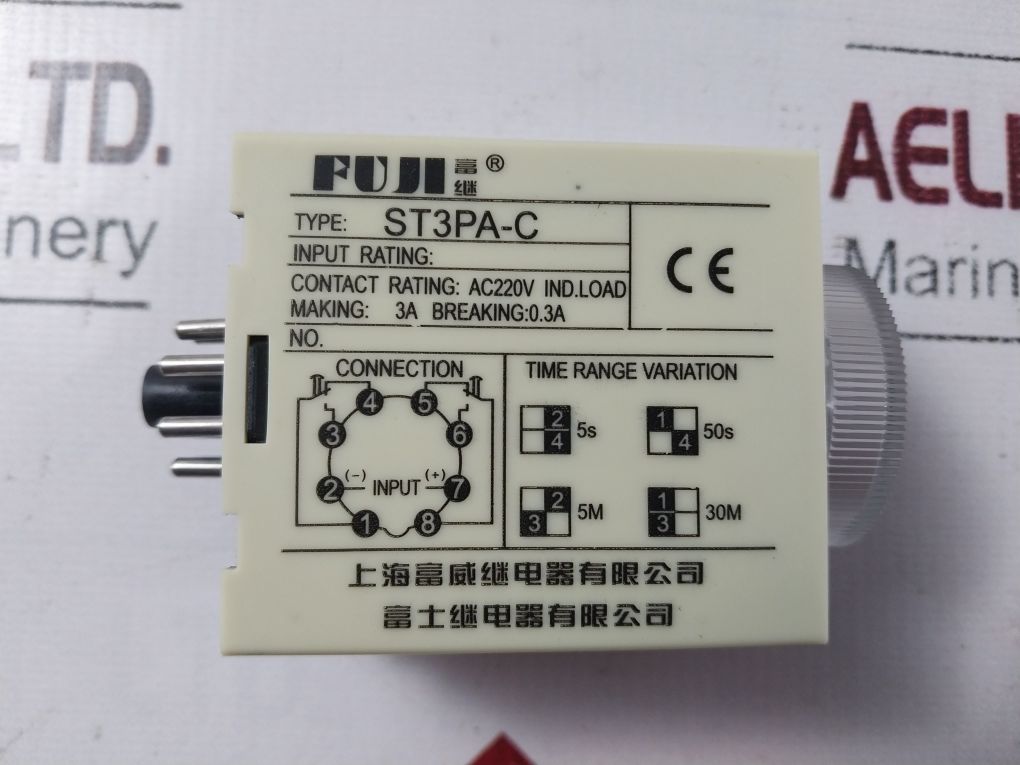 LTD.
nery
AEL
Marin
FUJI 富继®
TYPE: ST3PA-C
INPUT RATING:
CONTACT RATING: AC220V IND.LOAD
MAKING: 3A BREAKING:0.3A
CE
NO.
CONNECTION
4 5
3 6
2 (-) INPUT (+) 7
1 8
TIME RANGE VARIATION
2 4 5s
1 4 50s
2 3 5M
1 3 30M
上海富威继电器有限公司
富士继电器有限公司